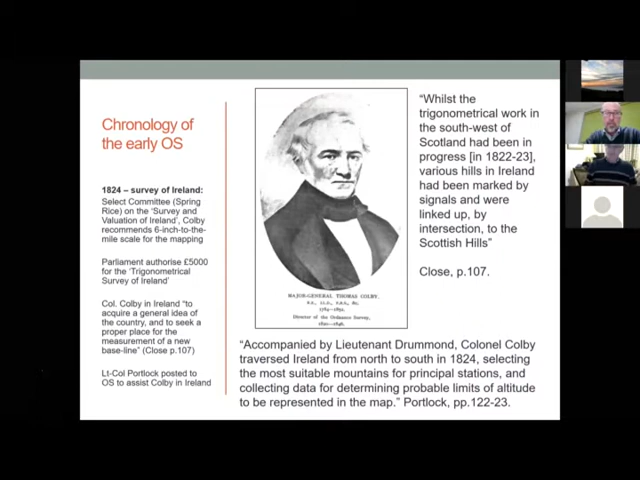 Chronology of
the early OS
1824 – survey of Ireland:
Select Committee (Spring
Rice) on the ‘Survey and
Valuation of Ireland’, Colby
recommends 6-inch-to-the-
mile scale for the mapping
Parliament authorise £5000
for the ‘Trigonometrical
Survey of Ireland’
Col. Colby in Ireland “to
acquire a general idea of
the country, and to seek a
proper place for the
measurement of a new
base-line” (Close p.107)
Lt-Col Portlock posted to
OS to assist Colby in Ireland
MAJOR-GENERAL THOMAS COLBY,
Director of the Ordnance Survey,
“Whilst the
trigonometrical work in
the south-west of
Scotland had been in
progress [in 1822-23],
various hills in Ireland
had been marked by
signals and were
linked up, by
intersection, to the
Scottish Hills”
Close, p.107.
“Accompanied by Lieutenant Drummond, Colonel Colby
traversed Ireland from north to south in 1824, selecting
the most suitable mountains for principal stations, and
collecting data for determining probable limits of altitude
to be represented in the map.” Portlock, pp.122-23.